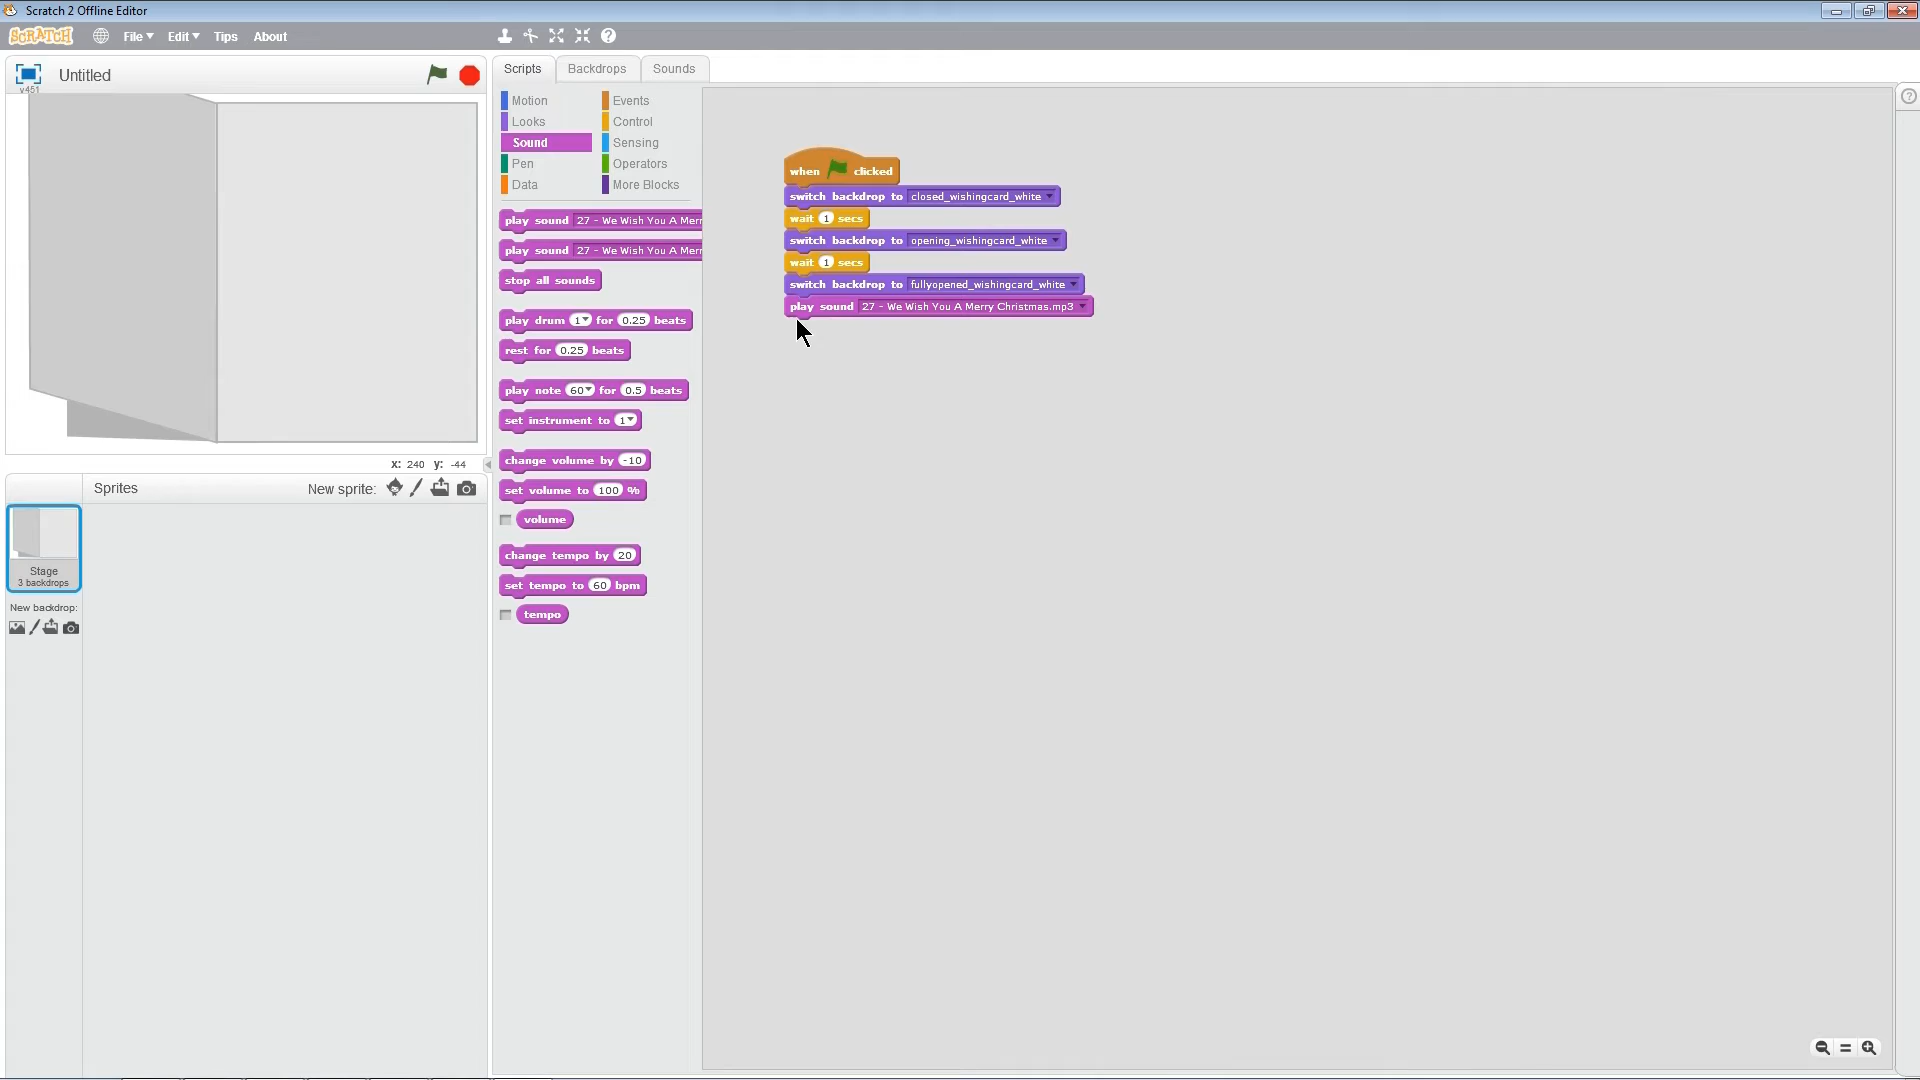 Scratch 2 Offline Editor
SCRATCH File Edit Tips About
v451
Untitled
Scripts Backdrops Sounds
Motion Events
Looks Control
Sound Sensing
Pen Operators
Data More Blocks
play sound 27 - We Wish You A Merr
play sound 27 - We Wish You A Merr
stop all sounds
play drum 1 for 0.25 beats
rest for 0.25 beats
play note 60 for 0.5 beats
set instrument to 1
change volume by -10
set volume to 100 %
volume
change tempo by 20
set tempo to 60 bpm
tempo
when clicked
switch backdrop to closed_wishingcard_white
wait 1 secs
switch backdrop to opening_wishingcard_white
wait 1 secs
switch backdrop to fullyopened_wishingcard_white
play sound 27 - We Wish You A Merry Christmas.mp3
x: 240 y: -44
Sprites New sprite:
Stage
3 backdrops
New backdrop: